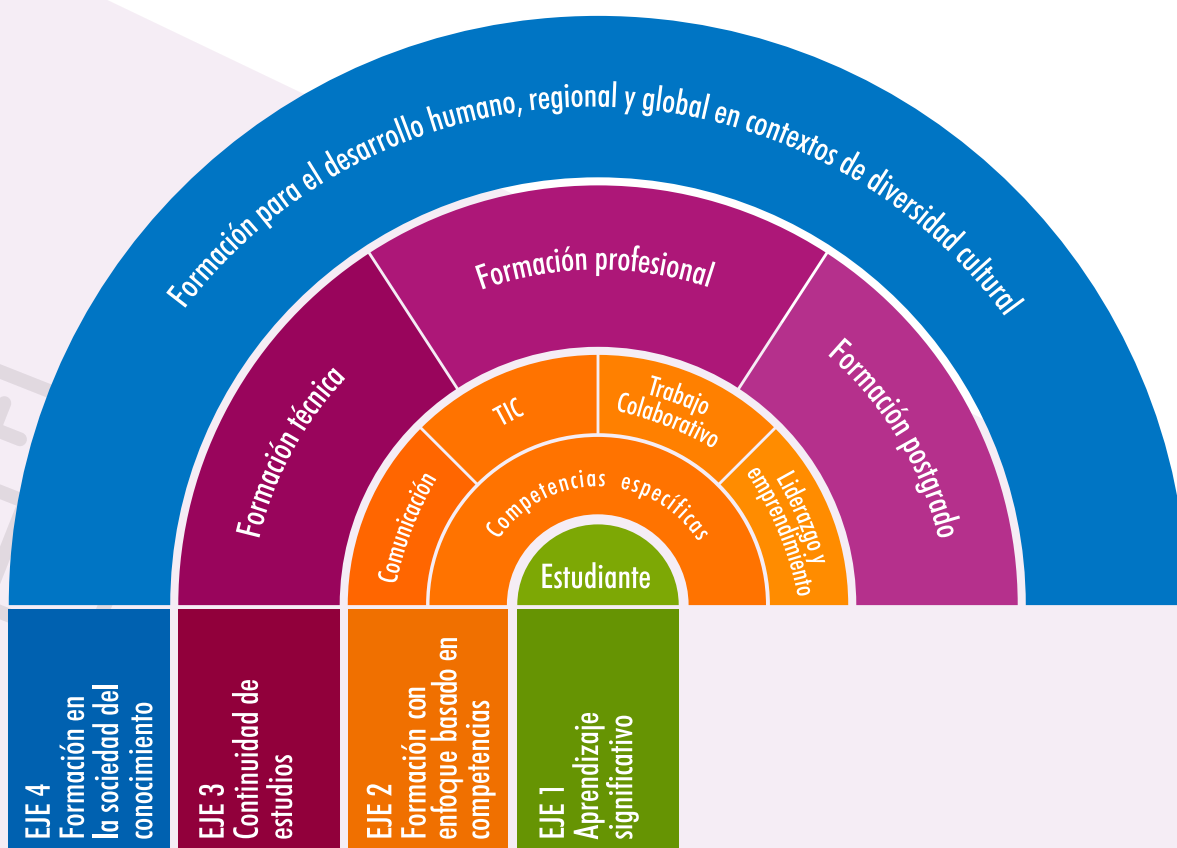 Formación para el desarrollo humano, regional y global en contextos de diversidad cultural
Formación profesional
Formación técnica
Formación postgrado
TIC
Trabajo
Colaborativo
Comunicación
Liderazgo y
emprendimiento
Competencias específicas
Estudiante
EJE 4
Formación en
la sociedad del
conocimiento
EJE 3
Continuidad de
estudios
EJE 2
Formación con
enfoque basado en
competencias
EJE 1
Aprendizaje
significativo